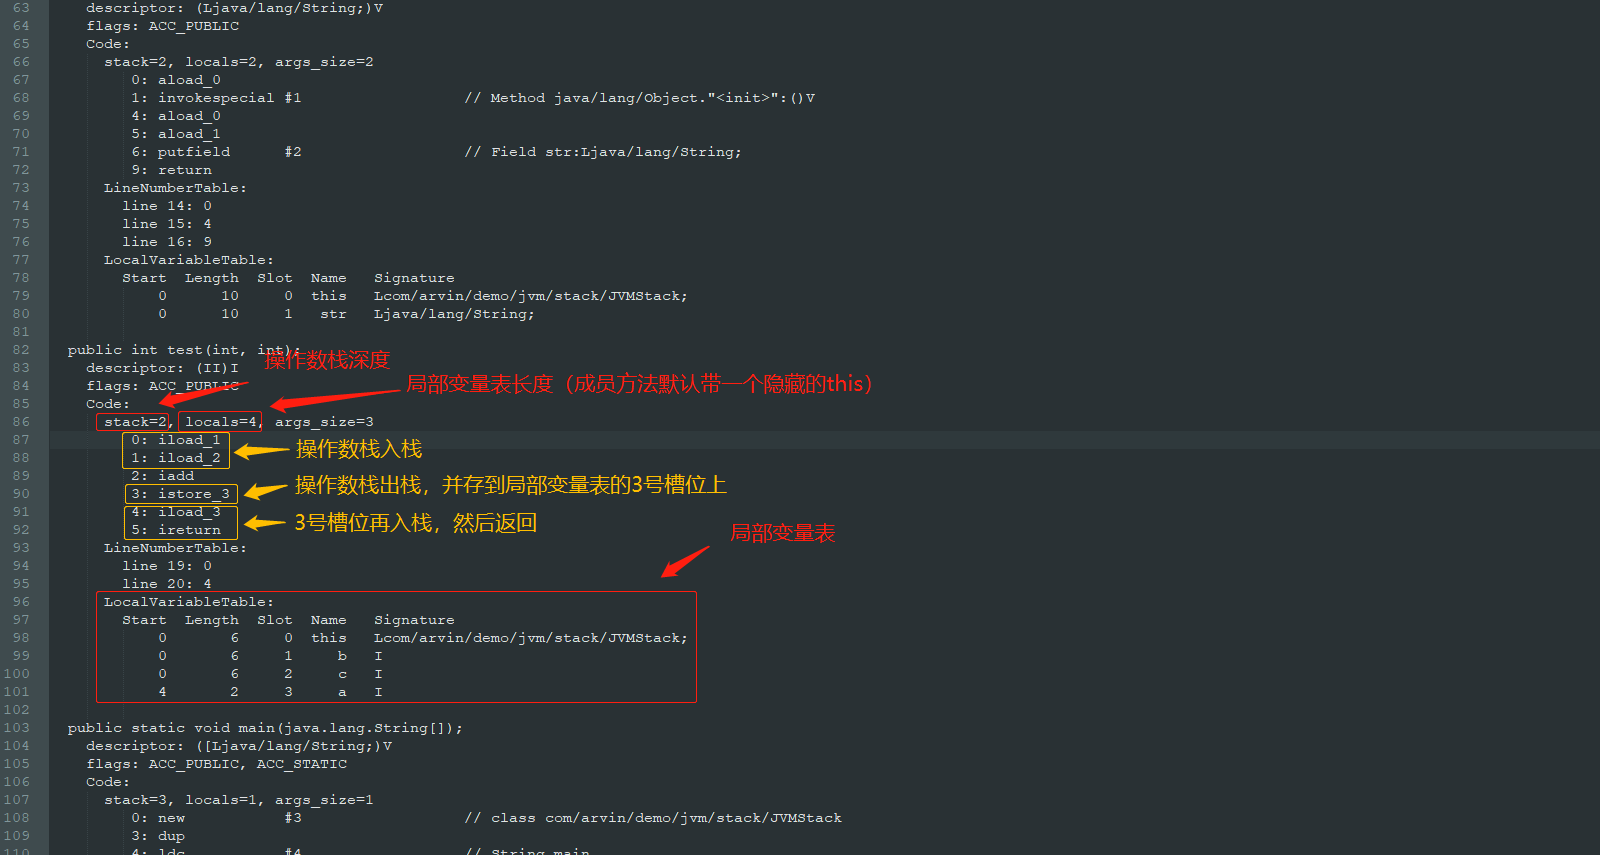 63 descriptor: (Ljava/lang/String;)V
64 flags: ACC_PUBLIC
65 Code:
66 stack=2, locals=2, args_size=2
67 0: aload_0
68 1: invokespecial #1 // Method java/lang/Object."<init>":()V
69 4: aload_0
70 5: aload_1
71 6: putfield #2 // Field str:Ljava/lang/String;
72 9: return
73 LineNumberTable:
74 line 14: 0
75 line 15: 4
76 line 16: 9
77 LocalVariableTable:
78 Start Length Slot Name Signature
79 0 10 0 this Lcom/arvin/demo/jvm/stack/JVMStack;
80 0 10 1 str Ljava/lang/String;
81
82 public int test(int, int);
操作数栈深度
83 descriptor: (II)I
84 flags: ACC_PUBLIC
局部变量表长度（成员方法默认带一个隐藏的this）
85 Code:
86 stack=2, locals=4, args_size=3
87 0: iload_1
操作数栈入栈
88 1: iload_2
89 2: iadd
操作数栈出栈，并存到局部变量表的3号槽位上
90 3: istore_3
91 4: iload_3
3号槽位再入栈，然后返回
92 5: ireturn
局部变量表
93 LineNumberTable:
94 line 19: 0
95 line 20: 4
96 LocalVariableTable:
97 Start Length Slot Name Signature
98 0 6 0 this Lcom/arvin/demo/jvm/stack/JVMStack;
99 0 6 1 b I
100 0 6 2 c I
101 4 2 3 a I
102
103 public static void main(java.lang.String[]);
104 descriptor: ([Ljava/lang/String;)V
105 flags: ACC_PUBLIC, ACC_STATIC
106 Code:
107 stack=3, locals=1, args_size=1
108 0: new #3 // class com/arvin/demo/jvm/stack/JVMStack
109 3: dup
110 4: ldc #4 // String main